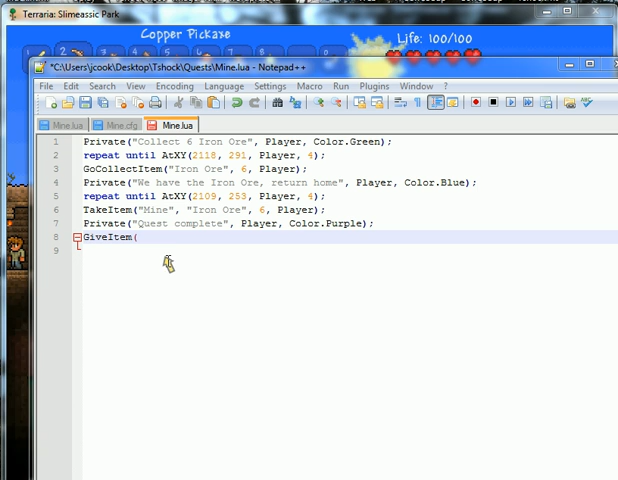 Terraria: Slimeassic Park
Copper Pickaxe
Life: 100/100
2
*C:\Users\jcook\Desktop\Tshock\Quests\Mine.lua - Notepad++
File Edit Search View Encoding Language Settings Macro Run Plugins Window ?
Mine.lua Mine.cfg Mine.lua
1 Private("Collect 6 Iron Ore", Player, Color.Green);
2 repeat until AtXY(2118, 291, Player, 4);
3 GoCollectItem("Iron Ore", 6, Player);
4 Private("We have the Iron Ore, return home", Player, Color.Blue);
5 repeat until AtXY(2109, 253, Player, 4);
6 TakeItem("Mine", "Iron Ore", 6, Player);
7 Private("Quest complete", Player, Color.Purple);
8 GiveItem(
9